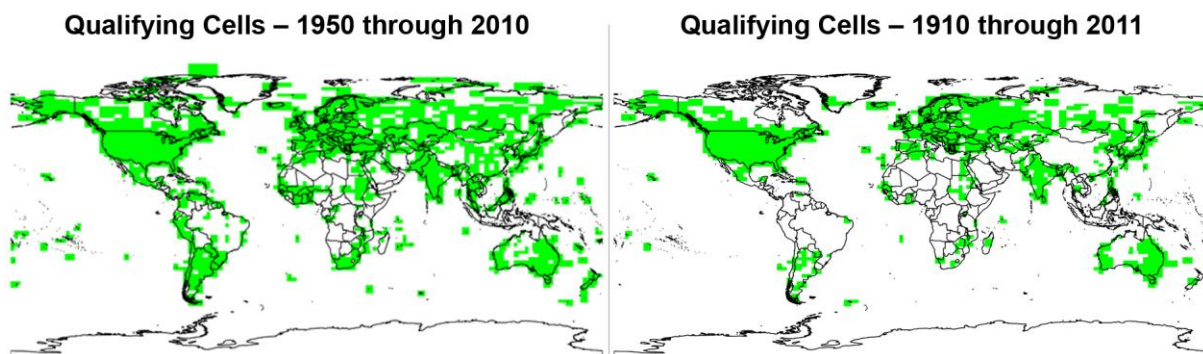 Qualifying Cells – 1950 through 2010
Qualifying Cells – 1910 through 2011